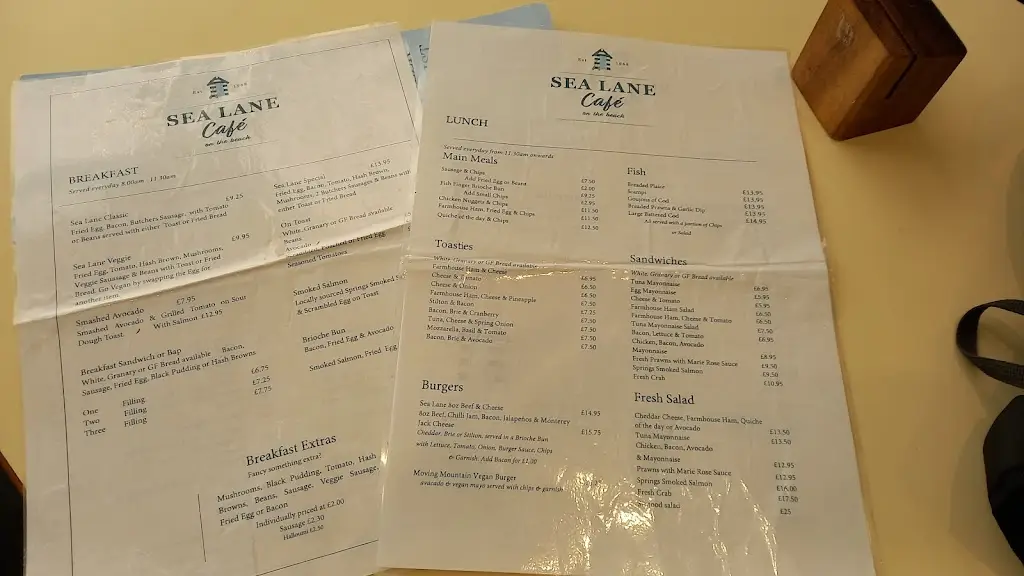 Est 1968
SEA LANE
Café
on the beach
BREAKFAST
Served everyday 8.00am - 11.30am
Sea Lane Classic £9.25
Fried Egg, Bacon, Butchers Sausage, with Tomato
or Beans served with either Toast or Fried Bread
Sea Lane Veggie £9.95
Fried Egg, Tomato, Hash Brown, Mushrooms,
Veggie Sausage & Beans with Toast or Fried
Bread. Go Vegan by swapping the Egg for
another item.
Smashed Avocado £7.95
Smashed Avocado & Grilled Tomato on Sour
Dough Toast. With Salmon £12.95
Breakfast Sandwich or Bap
White, Granary or GF Bread available Bacon,
Sausage, Fried Egg, Black Pudding or Hash Browns
One Filling £6.75
Two Filling £7.25
Three Filling £7.75
Sea Lane Special £13.95
Fried Egg, Bacon, Tomato, Hash Brown,
Mushrooms, 2 Butchers Sausages & Beans with
either Toast or Fried Bread
On Toast
White, Granary or GF Bread available
Beans
Avocado
Scrambled, Poached or Fried Egg
Seasoned Tomatoes
Smoked Salmon
Locally sourced Springs Smoked
& Scrambled Egg on Toast
Brioche Bun
Bacon, Fried Egg & Avocado
Smoked Salmon, Fried Egg
Breakfast Extras
Fancy something extra?
Mushrooms, Black Pudding, Tomato, Hash
Browns, Beans, Sausage, Veggie Sausage,
Fried Egg or Bacon
Individually priced at £2.00
Sausage £2.30
Halloumi £2.50
Est
SEA LANE
Café
on the beach
LUNCH
Served everyday from 11.30am onwards
Main Meals
Sausage & Chips £7.50
Add Fried Egg or Beans £2.00
Fish Finger Brioche Bun £9.25
Add Small Chips £2.95
Chicken Nuggets & Chips £11.50
Farmhouse Ham, Fried Egg & Chips £11.50
Quiche of the day & Chips £12.50
Toasties
White, Granary or GF Bread available
Farmhouse Ham & Cheese £6.95
Cheese & Tomato £6.50
Cheese & Onion £6.50
Farmhouse Ham, Cheese & Pineapple £7.50
Stilton & Bacon £7.25
Bacon, Brie & Cranberry £7.50
Tuna, Cheese & Spring Onion £7.50
Mozzarella, Basil & Tomato £7.50
Bacon, Brie & Avocado £7.50
Burgers
Sea Lane 8oz Beef & Cheese £14.95
8oz Beef, Chilli Jam, Bacon, Jalapeños & Monterey
Jack Cheese £15.75
Cheddar, Brie or Stilton, served in a Brioche Bun
with Lettuce, Tomato, Onion, Burger Sauce, Chips
& Garnish. Add Bacon for £1.00
Moving Mountain Vegan Burger
avocado & vegan mayo served with chips & garnish
Fish
Breaded Plaice £13.95
Scampi £13.95
Goujons of Cod £13.95
Breaded Prawns & Garlic Dip £13.95
Large Battered Cod £14.95
All served with a portion of Chips
or Salad
Sandwiches
White, Granary or GF Bread available
Tuna Mayonnaise £6.95
Egg Mayonnaise £5.95
Cheese & Tomato £5.95
Farmhouse Ham Salad £6.50
Farmhouse Ham, Cheese & Tomato £6.50
Tuna Mayonnaise Salad £7.50
Bacon, Lettuce & Tomato £6.95
Chicken, Bacon, Avocado
Mayonnaise £8.95
Fresh Prawns with Marie Rose Sauce £9.50
Springs Smoked Salmon £9.50
Fresh Crab £10.95
Fresh Salad
Cheddar Cheese, Farmhouse Ham, Quiche
of the day or Avocado £13.50
Tuna Mayonnaise £13.50
Chicken, Bacon, Avocado
& Mayonnaise £12.95
Prawns with Marie Rose Sauce £12.95
Springs Smoked Salmon £16.00
Fresh Crab £17.50
salad £25